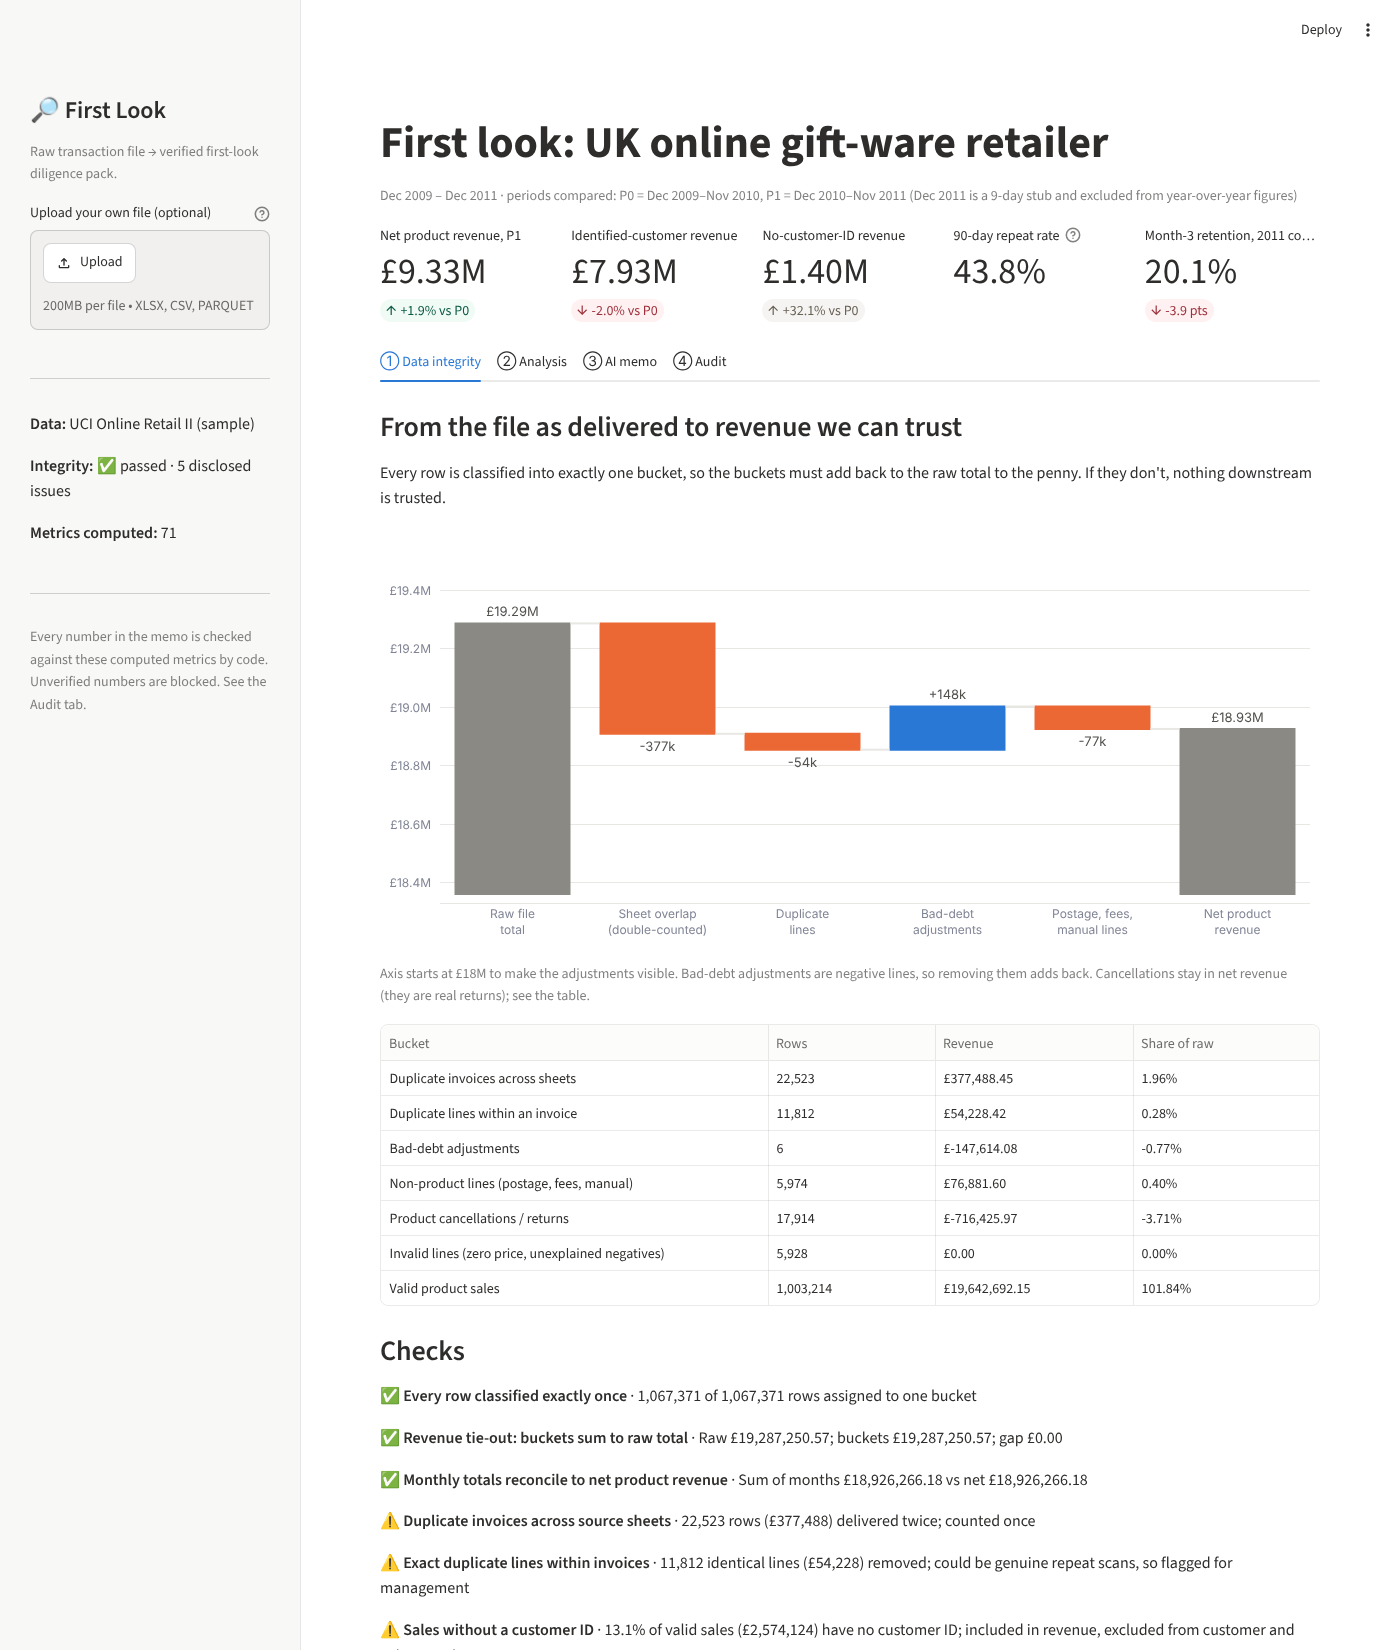 Deploy
🔎 First Look
Raw transaction file → verified first-look
diligence pack.
Upload your own file (optional)
Upload
200MB per file • XLSX, CSV, PARQUET
Data: UCI Online Retail II (sample)
Integrity: ✅ passed · 5 disclosed
issues
Metrics computed: 71
Every number in the memo is checked
against these computed metrics by code.
Unverified numbers are blocked. See the
Audit tab.
First look: UK online gift-ware retailer
Dec 2009 – Dec 2011 · periods compared: P0 = Dec 2009–Nov 2010, P1 = Dec 2010–Nov 2011 (Dec 2011 is a 9-day stub and excluded from year-over-year figures)
Net product revenue, P1
£9.33M
↑ +1.9% vs P0
Identified-customer revenue
£7.93M
↓ -2.0% vs P0
No-customer-ID revenue
£1.40M
↑ +32.1% vs P0
90-day repeat rate
43.8%
Month-3 retention, 2011 co…
20.1%
↓ -3.9 pts
① Data integrity ② Analysis ③ AI memo ④ Audit
From the file as delivered to revenue we can trust
Every row is classified into exactly one bucket, so the buckets must add back to the raw total to the penny. If they don't, nothing downstream
is trusted.
£19.4M
£19.2M
£19.0M
£18.8M
£18.6M
£18.4M
£19.29M
-377k
-54k
+148k
-77k
£18.93M
Raw file
total
Sheet overlap
(double-counted)
Duplicate
lines
Bad-debt
adjustments
Postage, fees,
manual lines
Net product
revenue
Axis starts at £18M to make the adjustments visible. Bad-debt adjustments are negative lines, so removing them adds back. Cancellations stay in net revenue
(they are real returns); see the table.
Bucket Rows Revenue Share of raw
Duplicate invoices across sheets 22,523 £377,488.45 1.96%
Duplicate lines within an invoice 11,812 £54,228.42 0.28%
Bad-debt adjustments 6 £-147,614.08 -0.77%
Non-product lines (postage, fees, manual) 5,974 £76,881.60 0.40%
Product cancellations / returns 17,914 £-716,425.97 -3.71%
Invalid lines (zero price, unexplained negatives) 5,928 £0.00 0.00%
Valid product sales 1,003,214 £19,642,692.15 101.84%
Checks
✅ Every row classified exactly once · 1,067,371 of 1,067,371 rows assigned to one bucket
✅ Revenue tie-out: buckets sum to raw total · Raw £19,287,250.57; buckets £19,287,250.57; gap £0.00
✅ Monthly totals reconcile to net product revenue · Sum of months £18,926,266.18 vs net £18,926,266.18
⚠️ Duplicate invoices across source sheets · 22,523 rows (£377,488) delivered twice; counted once
⚠️ Exact duplicate lines within invoices · 11,812 identical lines (£54,228) removed; could be genuine repeat scans, so flagged for
management
⚠️ Sales without a customer ID · 13.1% of valid sales (£2,574,124) have no customer ID; included in revenue, excluded from customer and